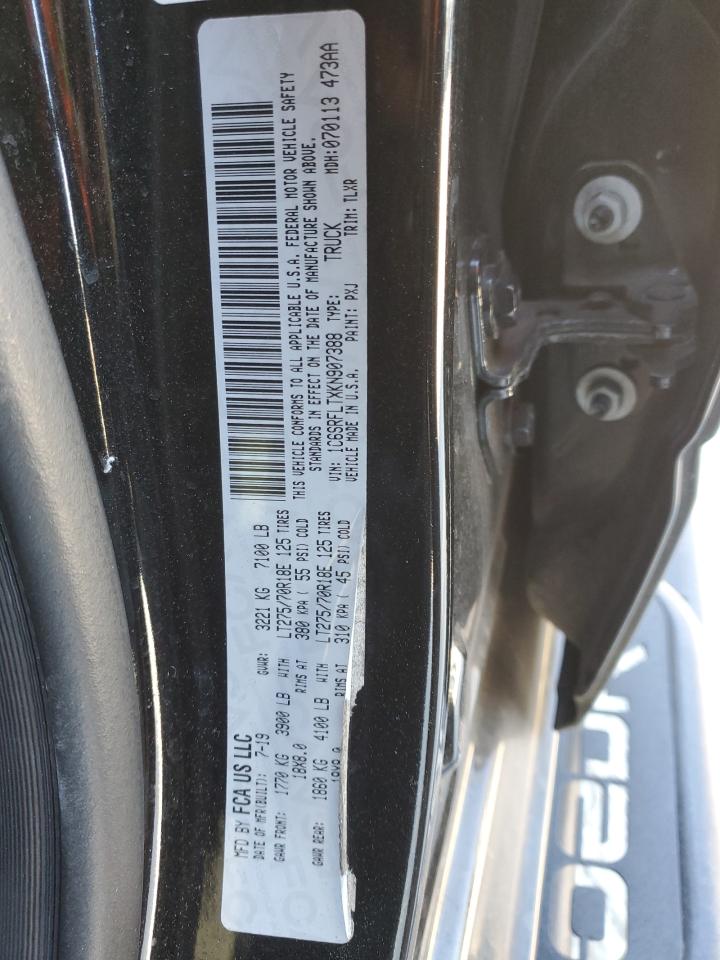 MFD BY FCA US LLC
DATE OF MFR(BUILT): 7-19 GVWR: 3221 KG 7100 LB
GAWR FRONT: 1770 KG 3900 LB WITH LT275/70R18E 125 TIRES
18X8.0 RIMS AT 380 KPA ( 55 PSI) COLD
GAWR REAR: 1860 KG 4100 LB WITH LT275/70R18E 125 TIRES
RIMS AT 310 KPA ( 45 PSI) COLD
THIS VEHICLE CONFORMS TO ALL APPLICABLE U.S.A. FEDERAL MOTOR VEHICLE SAFETY
STANDARDS IN EFFECT ON THE DATE OF MANUFACTURE SHOWN ABOVE.
VIN: 1C6SRFLTXKN907388 TYPE: TRUCK MDH:070113 473AA
VEHICLE MADE IN U.S.A. PAINT: PXJ TRIM: TLXR